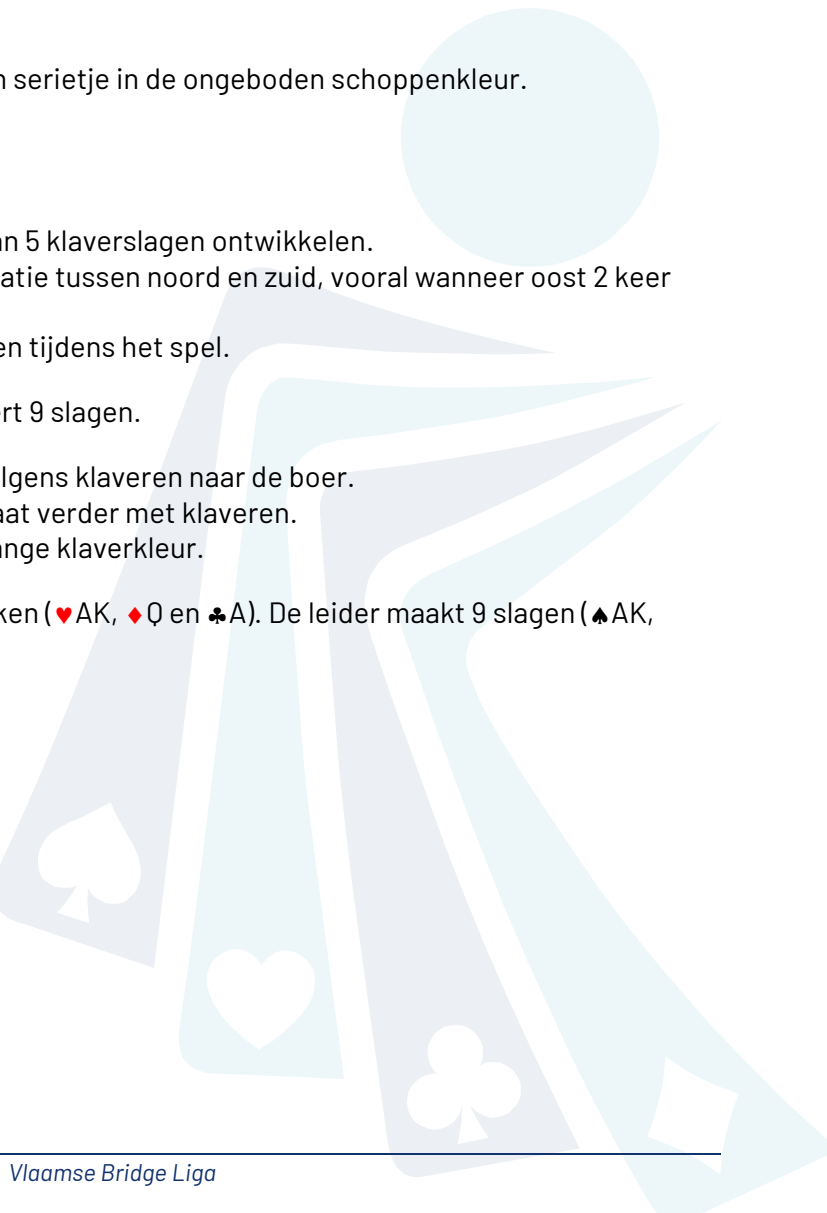 n serietje in de ongeboden schoppenkleur.
an 5 klaverslagen ontwikkelen.
atie tussen noord en zuid, vooral wanneer oost 2 keer
en tijdens het spel.
rt 9 slagen.
lgens klaveren naar de boer.
aat verder met klaveren.
ange klaverkleur.
ken (♥AK, ♦Q en ♣A). De leider maakt 9 slagen (♠AK,
Vlaamse Bridge Liga